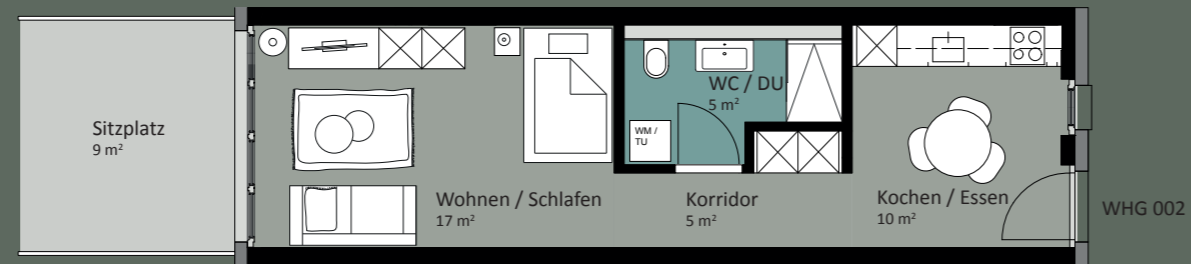 Sitzplatz
9 m²
Wohnen / Schlafen
17 m²
WC / DU
5 m²
WM /
TU
Korridor
5 m²
Kochen / Essen
10 m²
WHG 002